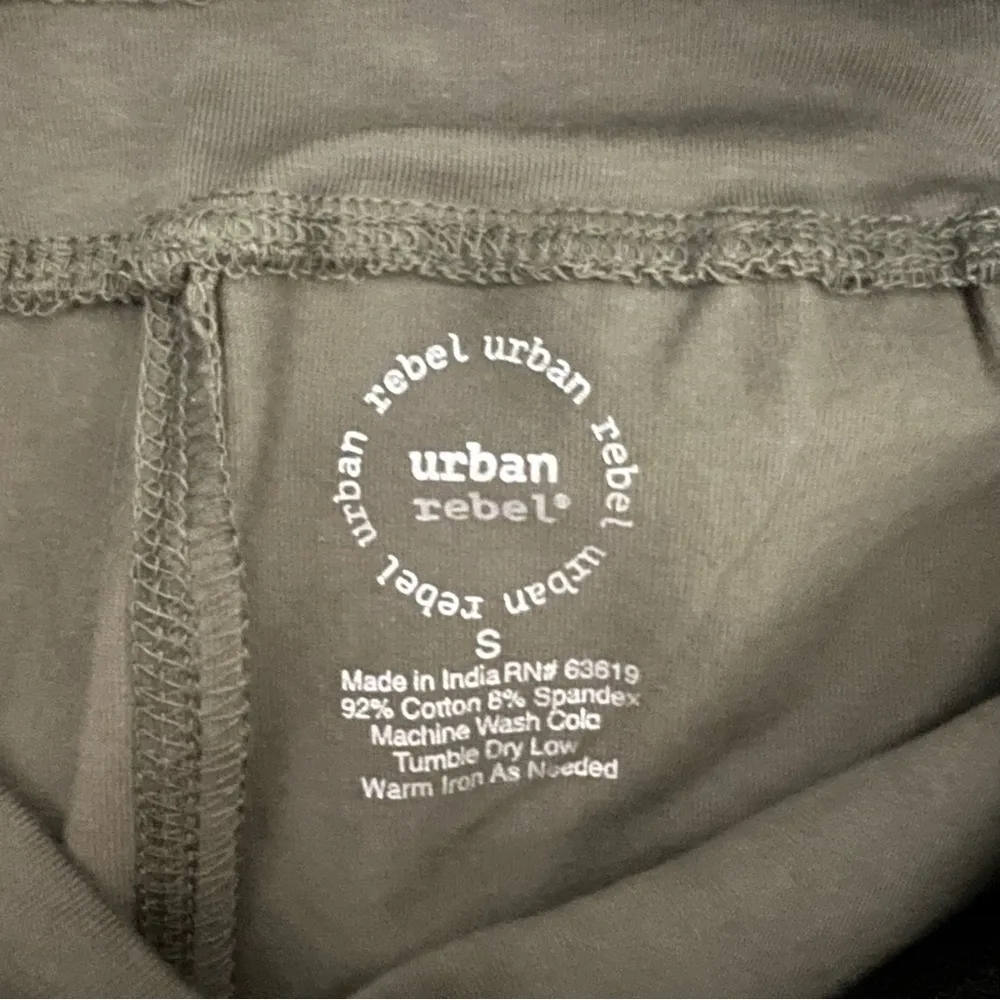 urban rebel urban rebel urban rebel
urban
rebel®
S
Made in India RN# 63619
92% Cotton 8% Spandex
Machine Wash Cold
Tumble Dry Low
Warm Iron As Needed